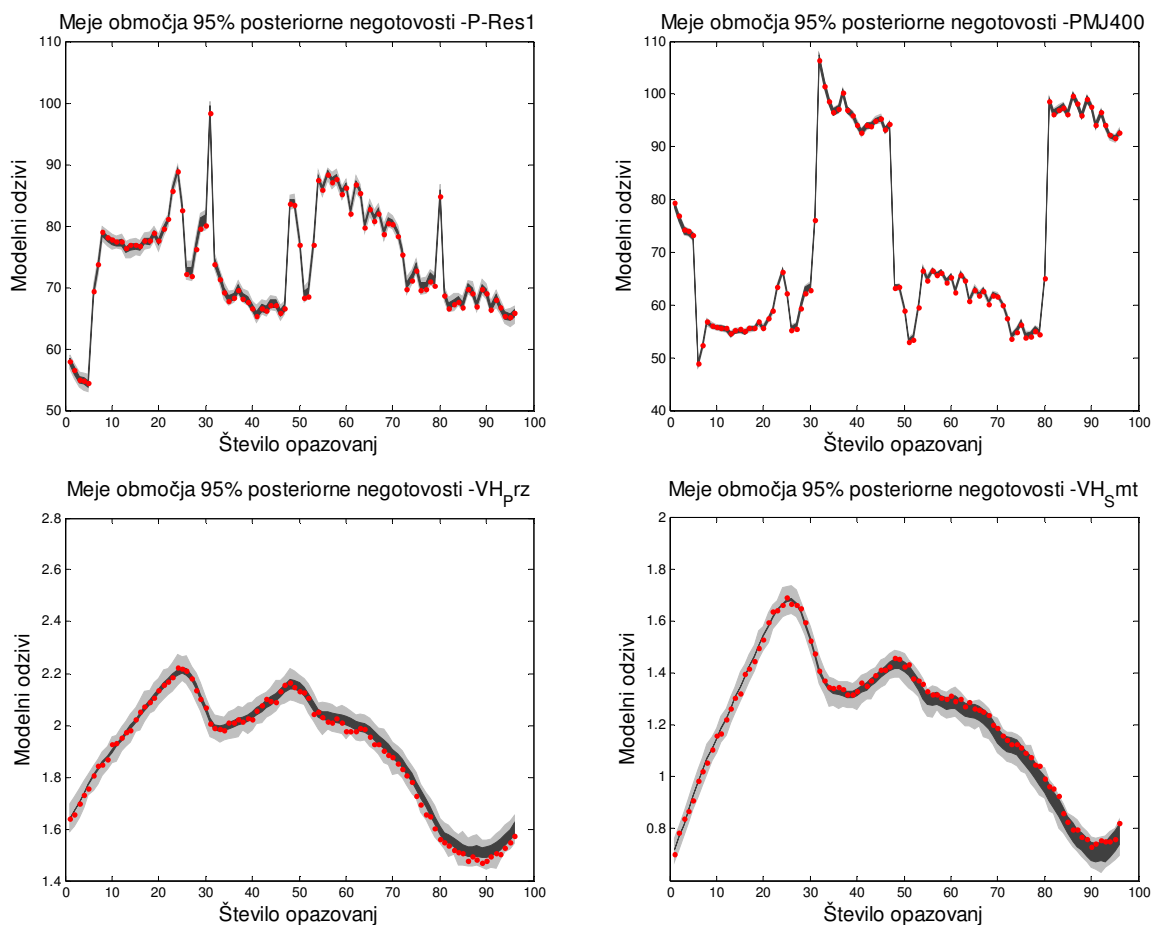 Meje območja 95% posteriorne negotovosti -P-Res1
110
100
90
80
70
60
50
Modelni odzivi
0 10 20 30 40 50 60 70 80 90 100
Število opazovanj
Meje območja 95% posteriorne negotovosti -PMJ400
110
100
90
80
70
60
50
40
Modelni odzivi
0 10 20 30 40 50 60 70 80 90 100
Število opazovanj
Meje območja 95% posteriorne negotovosti -VH_Prz
2.8
2.6
2.4
2.2
2.0
1.8
1.6
1.4
Modelni odzivi
0 10 20 30 40 50 60 70 80 90 100
Število opazovanj
Meje območja 95% posteriorne negotovosti -VH_Smt
2
1.8
1.6
1.4
1.2
1
0.8
Modelni odzivi
0 10 20 30 40 50 60 70 80 90 100
Število opazovanj